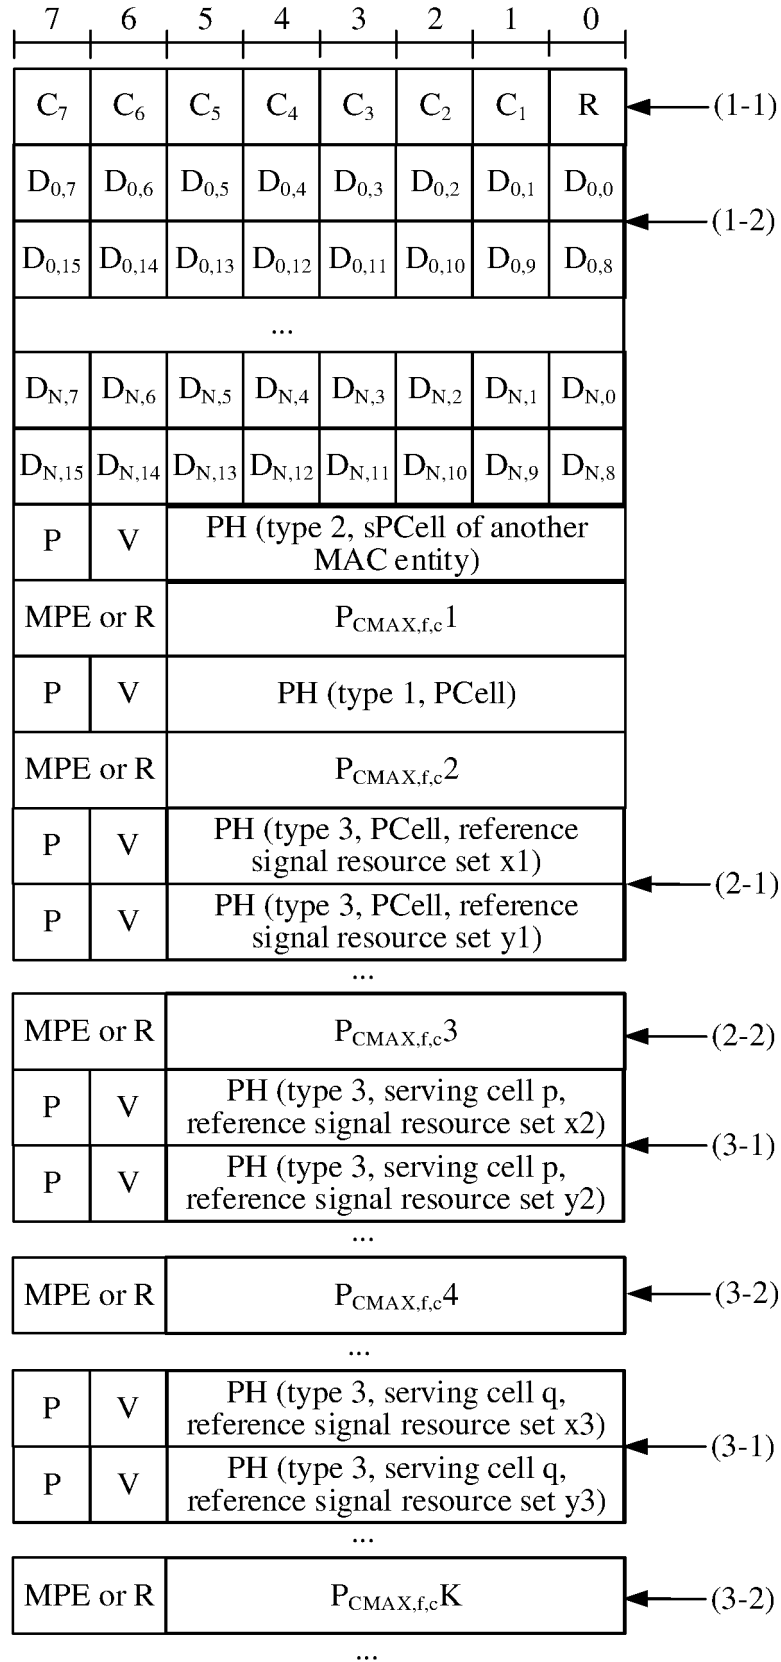 7 6 5 4 3 2 1 0
C7 C6 C5 C4 C3 C2 C1 R (1-1)
D0,7 D0,6 D0,5 D0,4 D0,3 D0,2 D0,1 D0,0
(1-2)
D0,15 D0,14 D0,13 D0,12 D0,11 D0,10 D0,9 D0,8
...
DN,7 DN,6 DN,5 DN,4 DN,3 DN,2 DN,1 DN,0
DN,15 DN,14 DN,13 DN,12 DN,11 DN,10 DN,9 DN,8
P V PH (type 2, sPCell of another
MAC entity)
MPE or R PCMAX,f,c1
P V PH (type 1, PCell)
MPE or R PCMAX,f,c2
P V PH (type 3, PCell, reference
signal resource set x1)
(2-1)
P V PH (type 3, PCell, reference
signal resource set y1)
...
MPE or R PCMAX,f,c3 (2-2)
P V PH (type 3, serving cell p,
reference signal resource set x2)
(3-1)
P V PH (type 3, serving cell p,
reference signal resource set y2)
...
MPE or R PCMAX,f,c4 (3-2)
...
P V PH (type 3, serving cell q,
reference signal resource set x3)
(3-1)
P V PH (type 3, serving cell q,
reference signal resource set y3)
...
MPE or R PCMAX,f,cK (3-2)
...